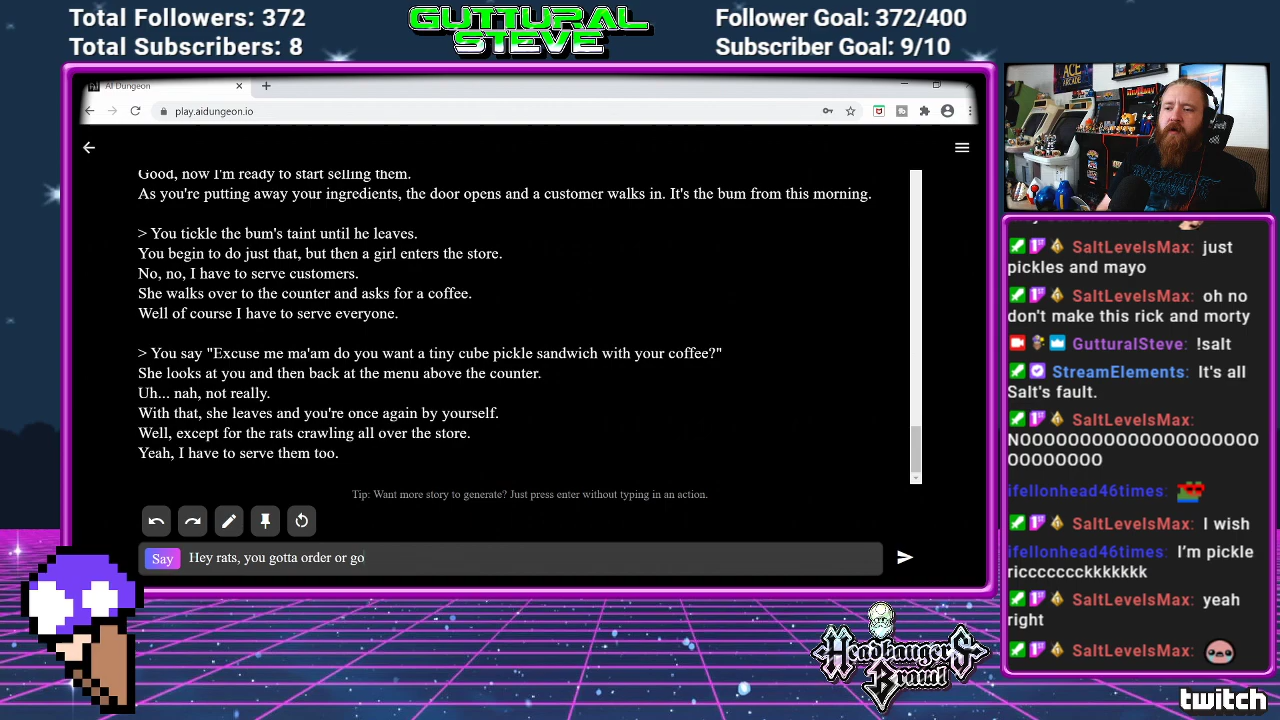 Total Followers: 372
Total Subscribers: 8
GUTTURAL
STEVE
Follower Goal: 372/400
Subscriber Goal: 9/10
AI Dungeon
play.aidungeon.io
Good, now I'm ready to start selling them.
As you're putting away your ingredients, the door opens and a customer walks in. It's the bum from this morning.
> You tickle the bum's taint until he leaves.
You begin to do just that, but then a girl enters the store.
No, no, I have to serve customers.
She walks over to the counter and asks for a coffee.
Well of course I have to serve everyone.
> You say "Excuse me ma'am do you want a tiny cube pickle sandwich with your coffee?"
She looks at you and then back at the menu above the counter.
Uh... nah, not really.
With that, she leaves and you're once again by yourself.
Well, except for the rats crawling all over the store.
Yeah, I have to serve them too.
Tip: Want more story to generate? Just press enter without typing in an action.
Say Hey rats, you gotta order or go
ACE
ARCADE
SaltLevelsMax: just
pickles and mayo
SaltLevelsMax: oh no
don't make this rick and morty
GutturalSteve: !salt
StreamElements: It's all
Salt's fault.
SaltLevelsMax:
NOOOOOOOOOOOOOOOOOOO
OOOOOOOO
ifellonhead46times:
SaltLevelsMax: I wish
ifellonhead46times: I'm pickle
ricccccckkkkkkk
SaltLevelsMax: yeah
right
SaltLevelsMax:
Headbangers
Brawl
twitch